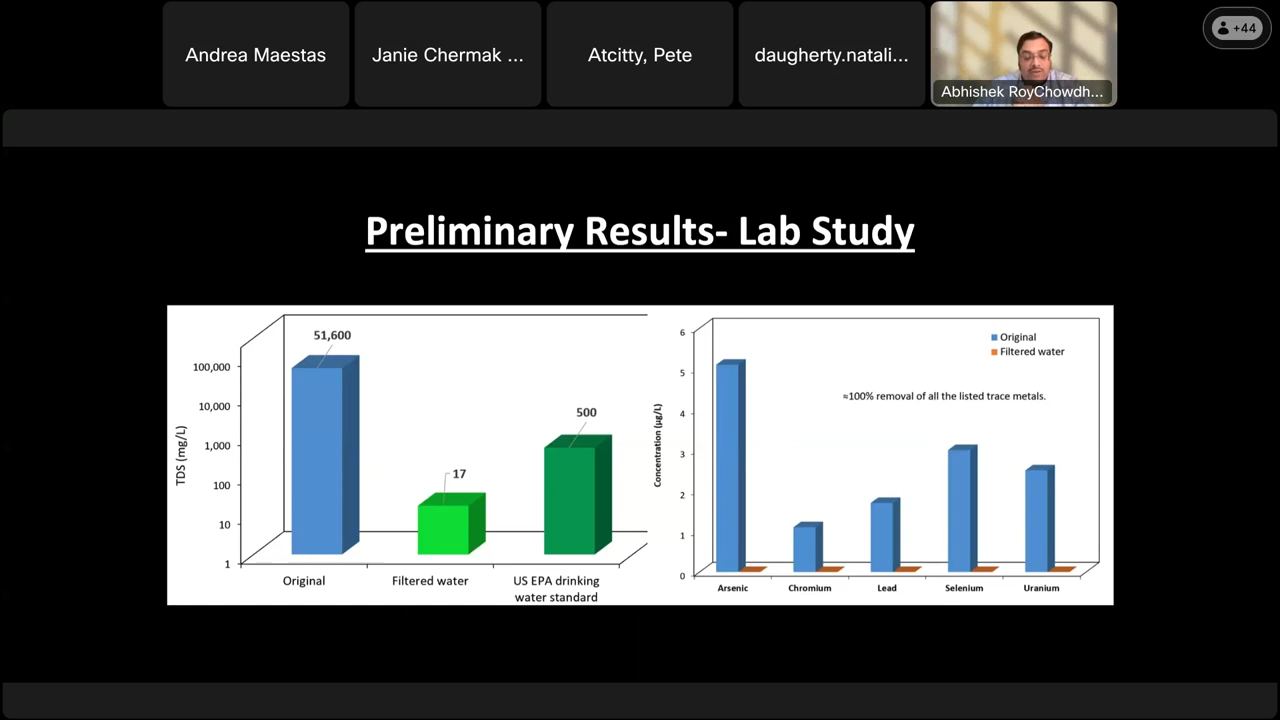 Andrea Maestas
Janie Chermak ...
Atcitty, Pete
daugherty.natali...
Abhishek RoyChowdh...
+44
Preliminary Results- Lab Study
51,600
500
17
TDS (mg/L)
100,000
10,000
1,000
100
10
1
Original
Filtered water
US EPA drinking
water standard
Original
Filtered water
≈100% removal of all the listed trace metals.
Concentration (µg/L)
6
5
4
3
2
1
0
Arsenic
Chromium
Lead
Selenium
Uranium